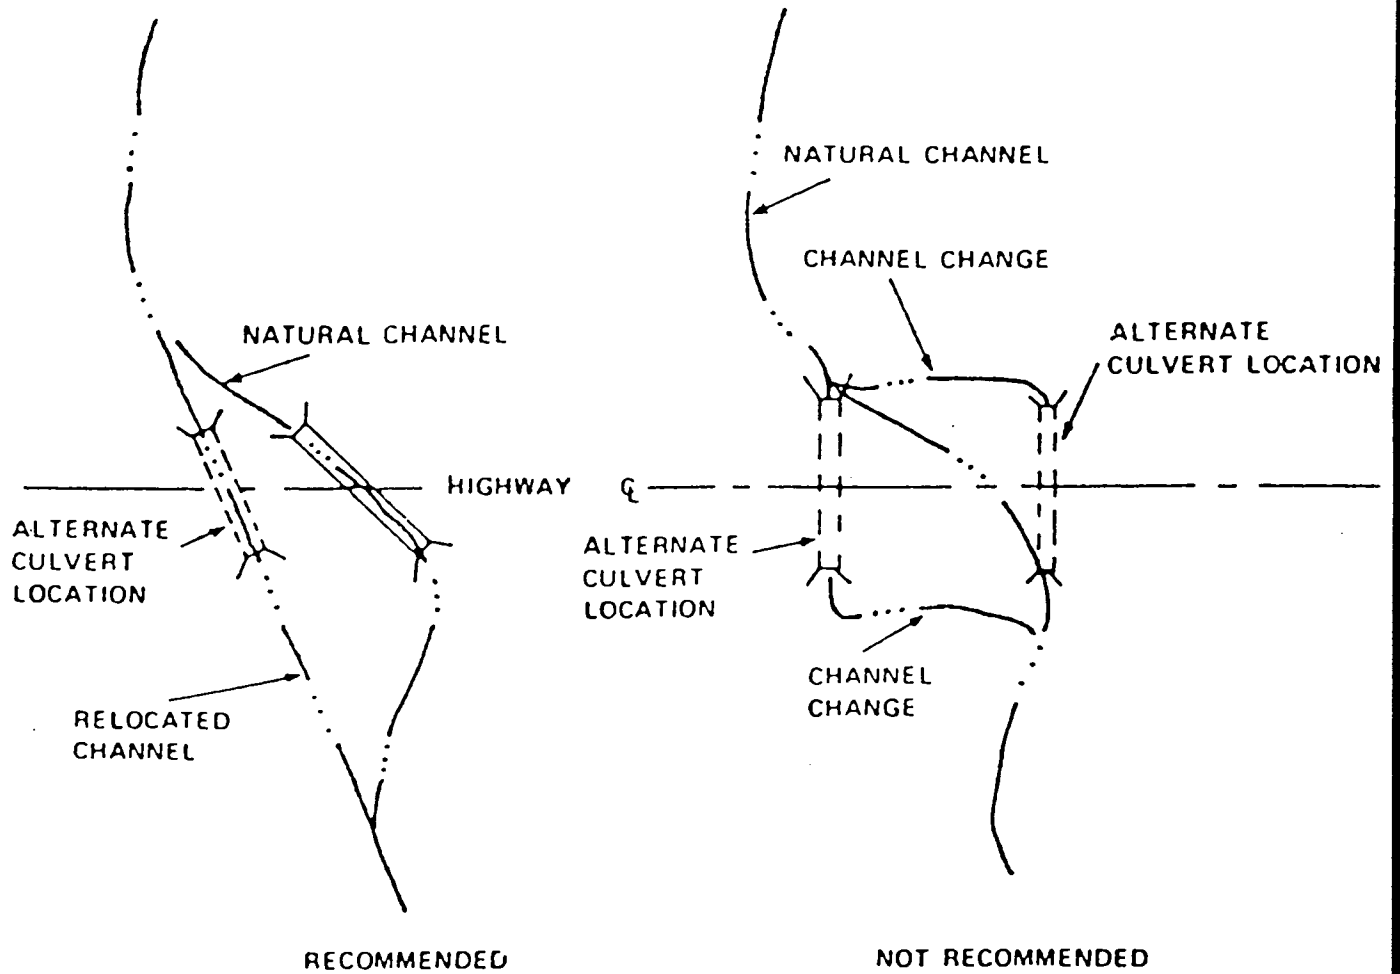 NATURAL CHANNEL
HIGHWAY
ALTERNATE
CULVERT
LOCATION
RELOCATED
CHANNEL
RECOMMENDED
NATURAL CHANNEL
CHANNEL CHANGE
ALTERNATE
CULVERT LOCATION
℄
ALTERNATE
CULVERT
LOCATION
CHANNEL
CHANGE
NOT RECOMMENDED